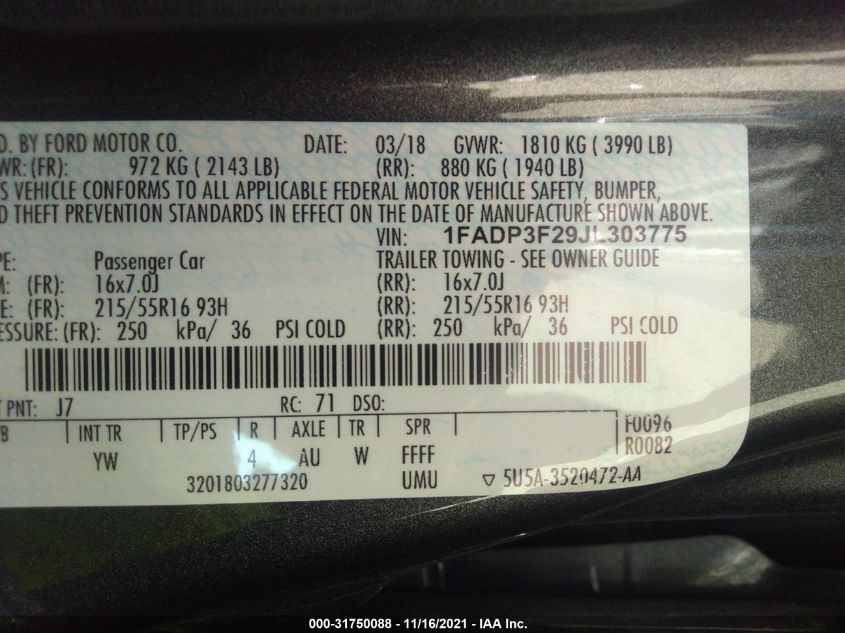 D. BY FORD MOTOR CO. DATE: 03/18 GVWR: 1810 KG ( 3990 LB)
WR: (FR): 972 KG ( 2143 LB) (RR): 880 KG ( 1940 LB)
S VEHICLE CONFORMS TO ALL APPLICABLE FEDERAL MOTOR VEHICLE SAFETY, BUMPER,
D THEFT PREVENTION STANDARDS IN EFFECT ON THE DATE OF MANUFACTURE SHOWN ABOVE.
VIN: 1FADP3F29JL303775
PE: Passenger Car TRAILER TOWING - SEE OWNER GUIDE
M: (FR): 16x7.0J (RR): 16x7.0J
E: (FR): 215/55R16 93H (RR): 215/55R16 93H
ESSURE: (FR): 250 kPa/ 36 PSI COLD (RR): 250 kPa/ 36 PSI COLD
T PNT: J7 RC: 71 DSO:
B INT TR TP/PS R AXLE TR SPR F0096
R0082
YW 4 AU W FFFF
3201803277320 UMU ▽ 5U5A-3520472-AA
000-31750088 - 11/16/2021 - IAA Inc.